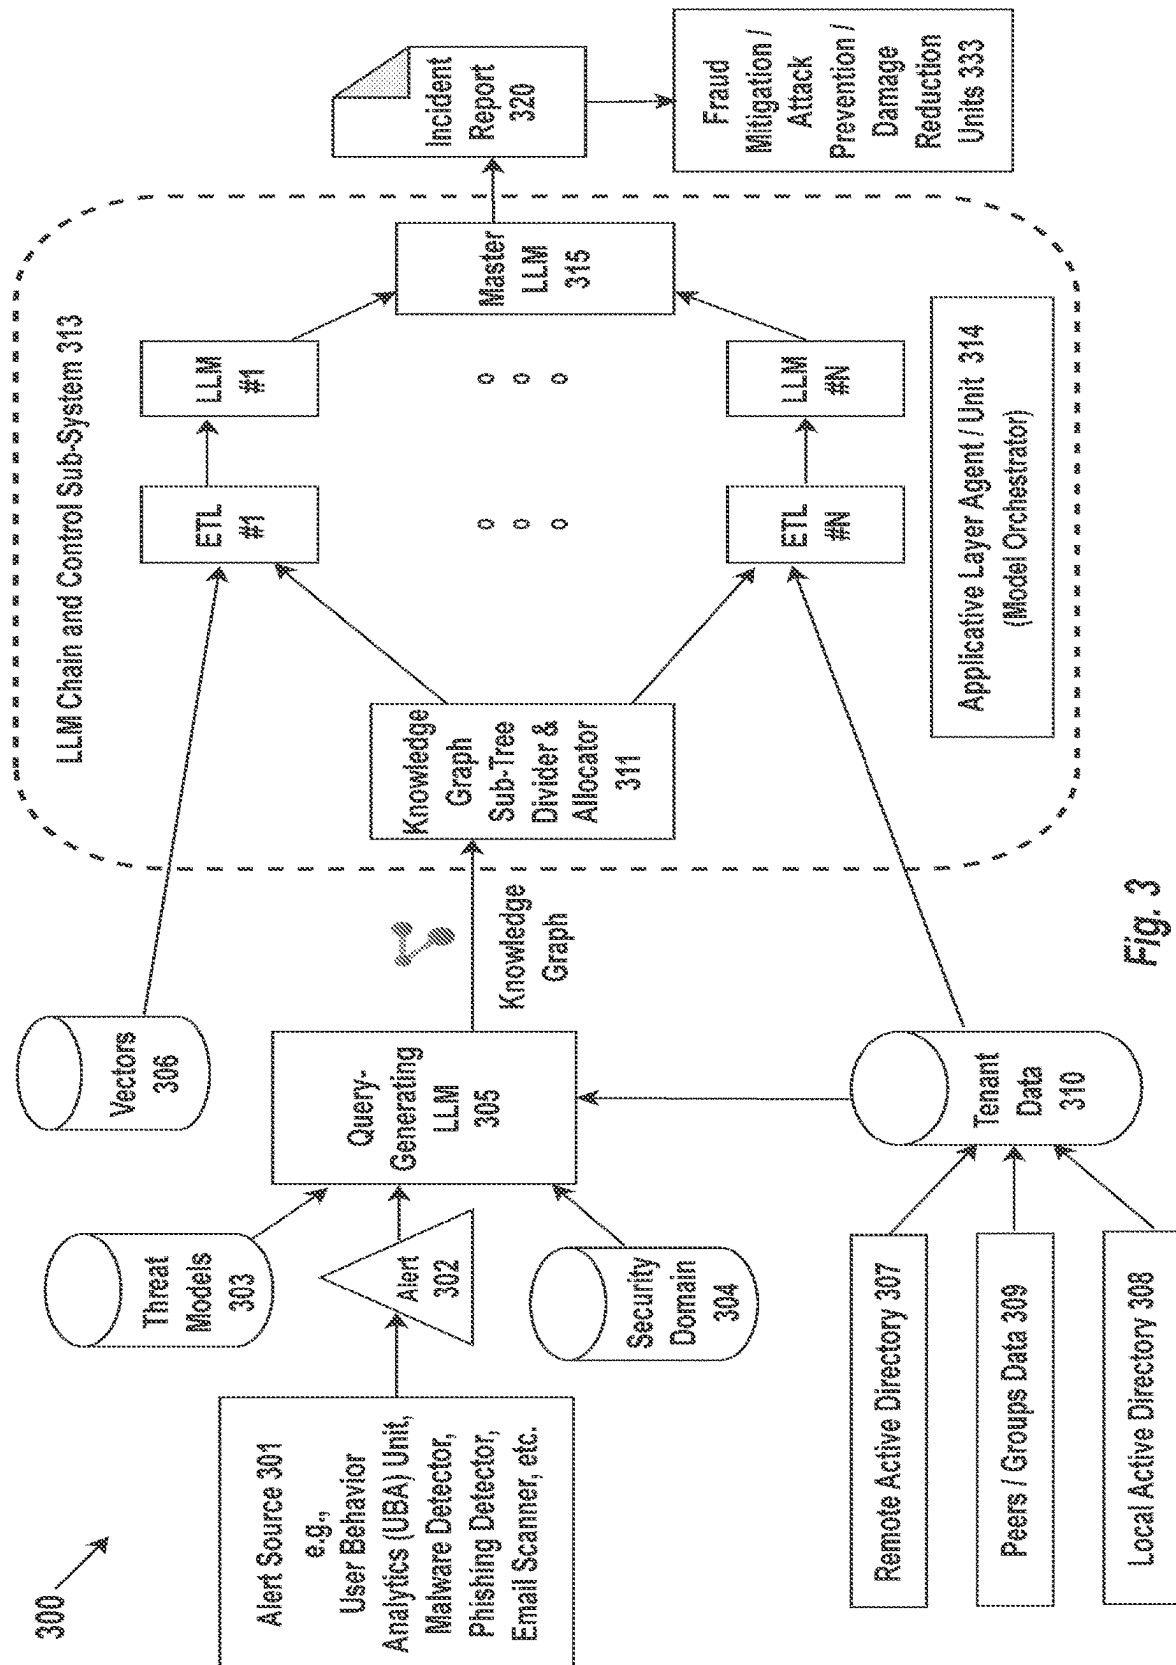 300
Alert Source 301
e.g.,
User Behavior
Analytics (UBA) Unit,
Malware Detector,
Phishing Detector,
Email Scanner, etc.
Threat
Models
303
Alert
302
Security
Domain
304
Remote Active Directory 307
Peers / Groups Data 309
Local Active Directory 308
Vectors
306
Query-
Generating
LLM
305
Tenant
Data
310
Knowledge
Graph
LLM Chain and Control Sub-System 313
Knowledge
Graph
Sub-Tree
Divider &
Allocator
311
ETL
#1
LLM
#1
ETL
#N
LLM
#N
Master
LLM
315
Applicative Layer Agent / Unit 314
(Model Orchestrator)
Incident
Report
320
Fraud
Mitigation /
Attack
Prevention /
Damage
Reduction
Units 333
Fig. 3